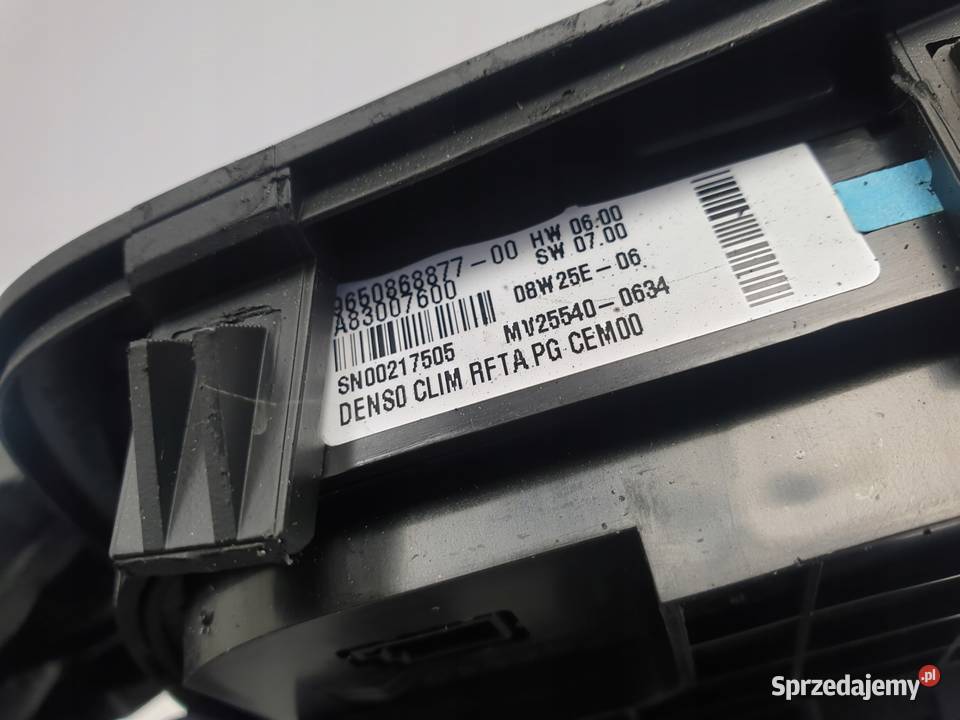 9650868877-00 HW 06:00
A83007600 SW 07.00
08W25E-06
SN00217505 MV25540-0634
DENSO CLIM RFTA.PG CEM00
Sprzedajemy.pl